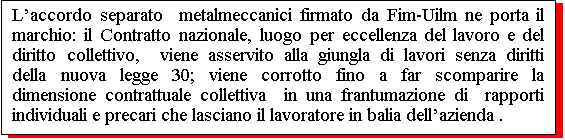 L’accordo separato metalmeccanici firmato da Fim-Uilm ne porta il
marchio: il Contratto nazionale, luogo per eccellenza del lavoro e del
diritto collettivo, viene asservito alla giungla di lavori senza diritti
della nuova legge 30; viene corrotto fino a far scomparire la
dimensione contrattuale collettiva in una frantumazione di rapporti
individuali e precari che lasciano il lavoratore in balia dell’azienda .